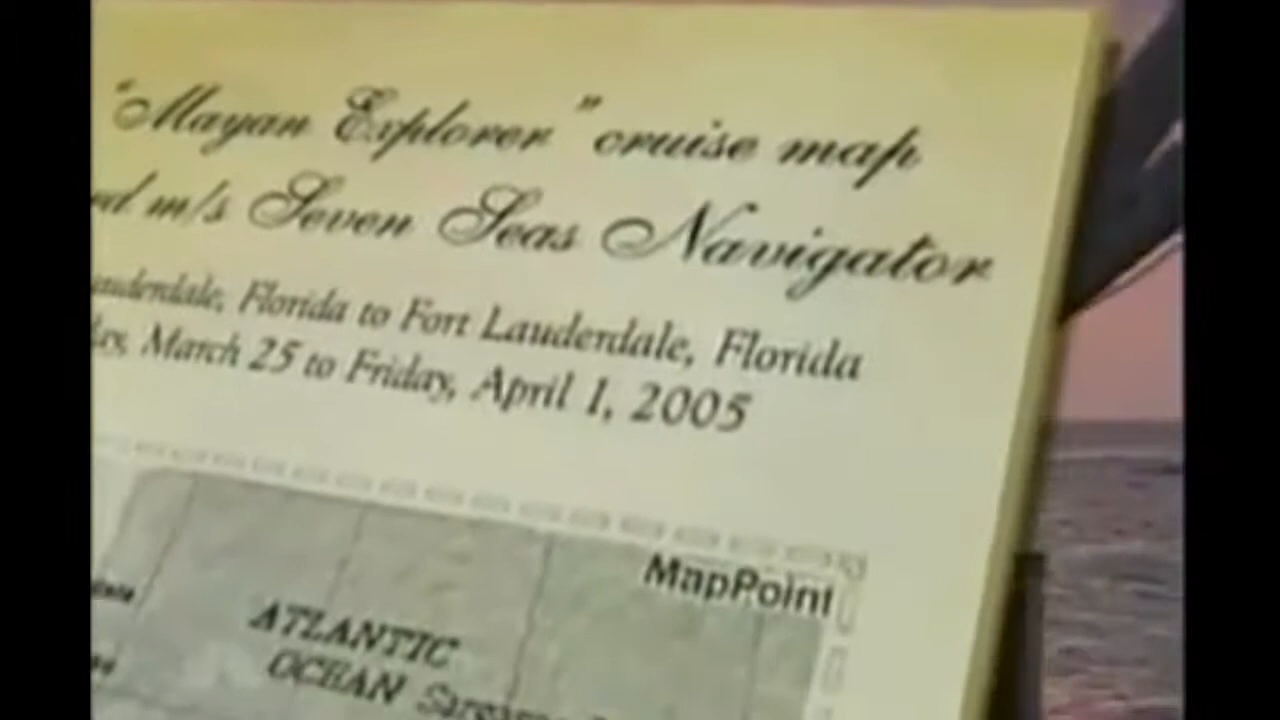 "Mayan Explorer" cruise map
m/s Seven Seas Navigator
auderdale, Florida to Fort Lauderdale, Florida
March 25 to Friday, April 1, 2005
MapPoint
ATLANTIC
OCEAN